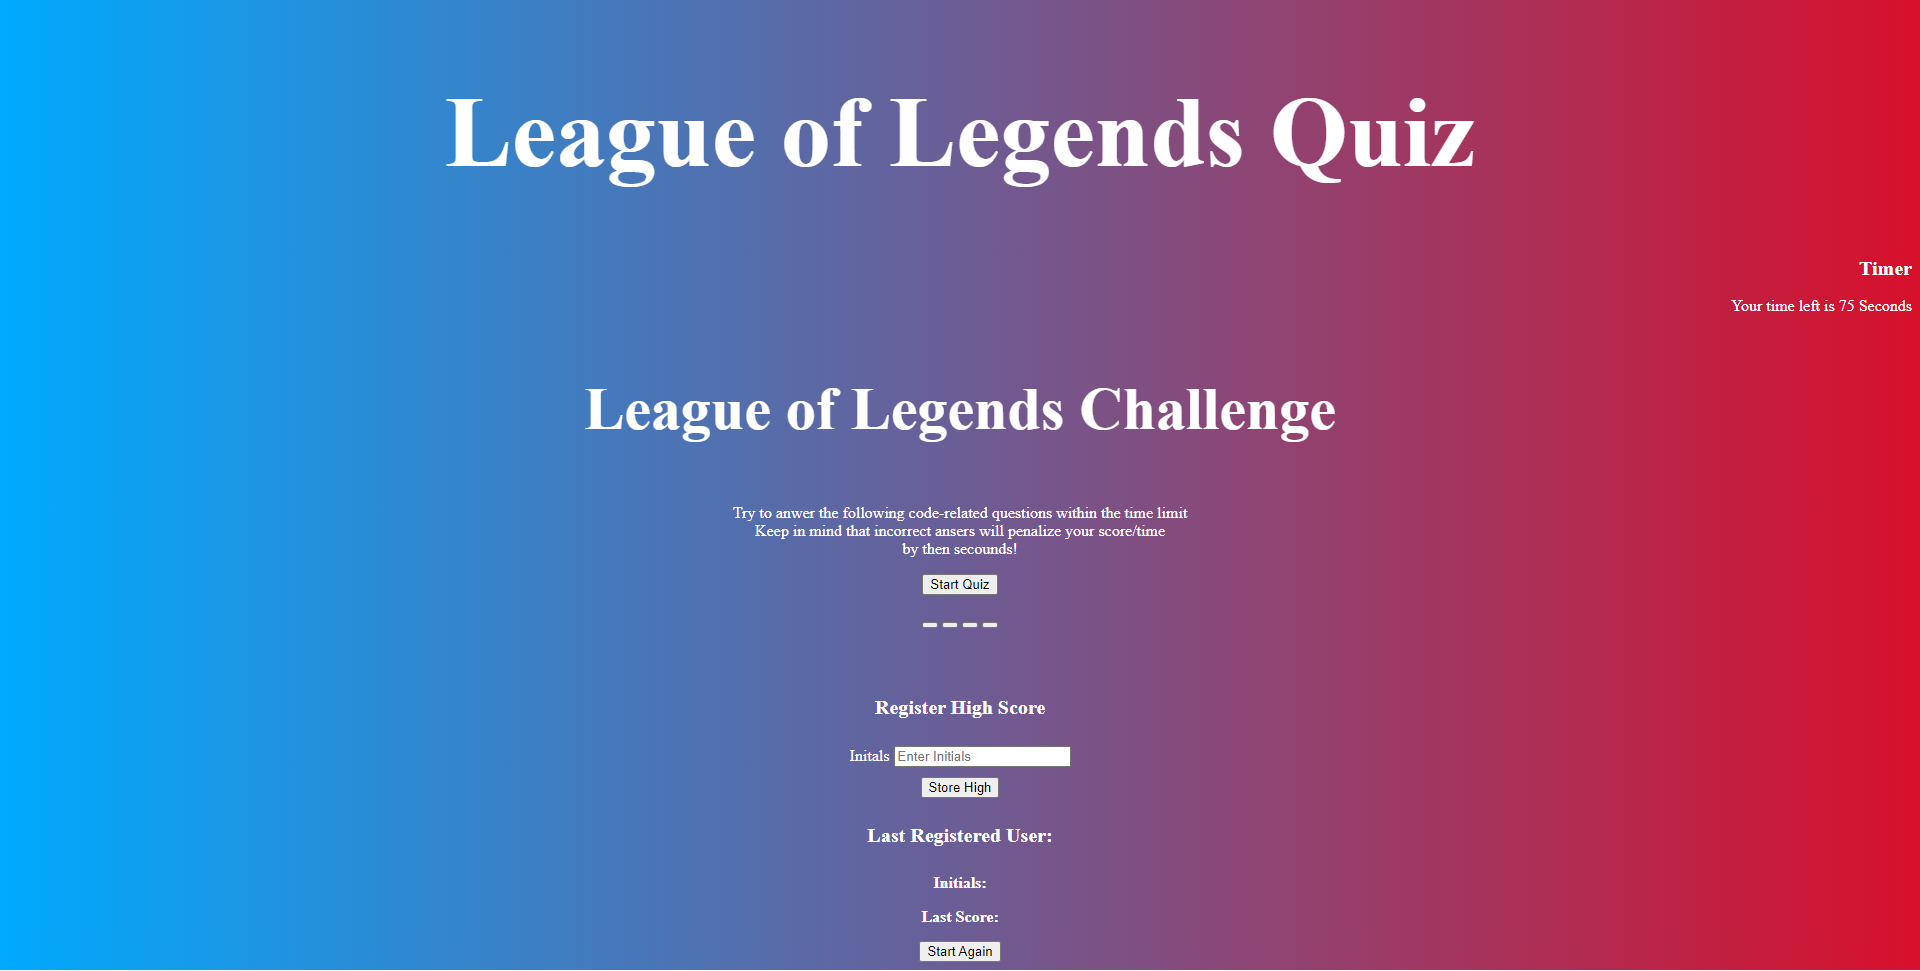 League of Legends Quiz
Timer
Your time left is 75 Seconds
League of Legends Challenge
Try to anwer the following code-related questions within the time limit
Keep in mind that incorrect ansers will penalize your score/time
by then secounds!
Start Quiz
Register High Score
Initals Enter Initials
Store High
Last Registered User:
Initials:
Last Score:
Start Again